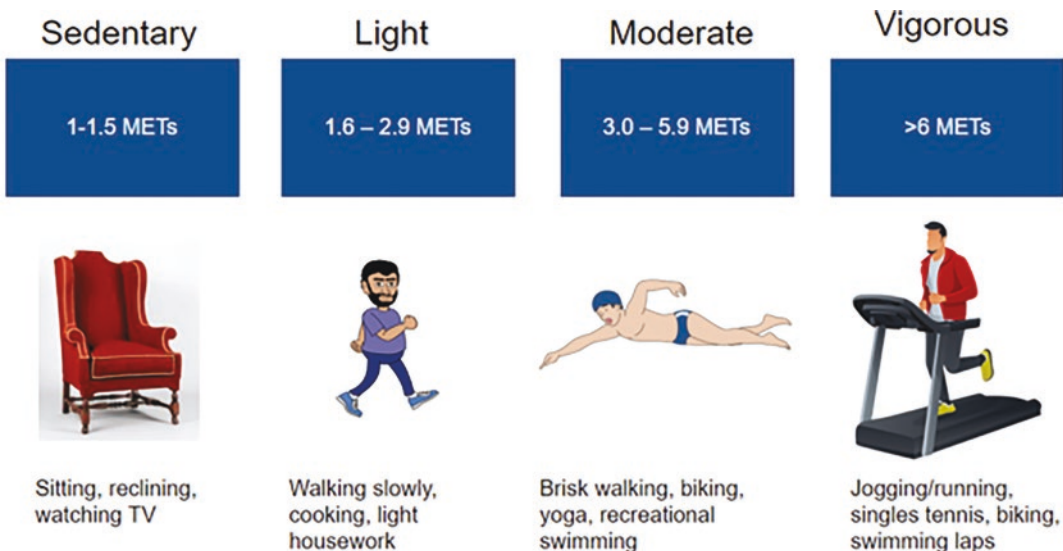 Sedentary
Light
Moderate
Vigorous
1-1.5 METs
1.6 – 2.9 METs
3.0 – 5.9 METs
>6 METs
Sitting, reclining,
watching TV
Walking slowly,
cooking, light
housework
Brisk walking, biking,
yoga, recreational
swimming
Jogging/running,
singles tennis, biking,
swimming laps